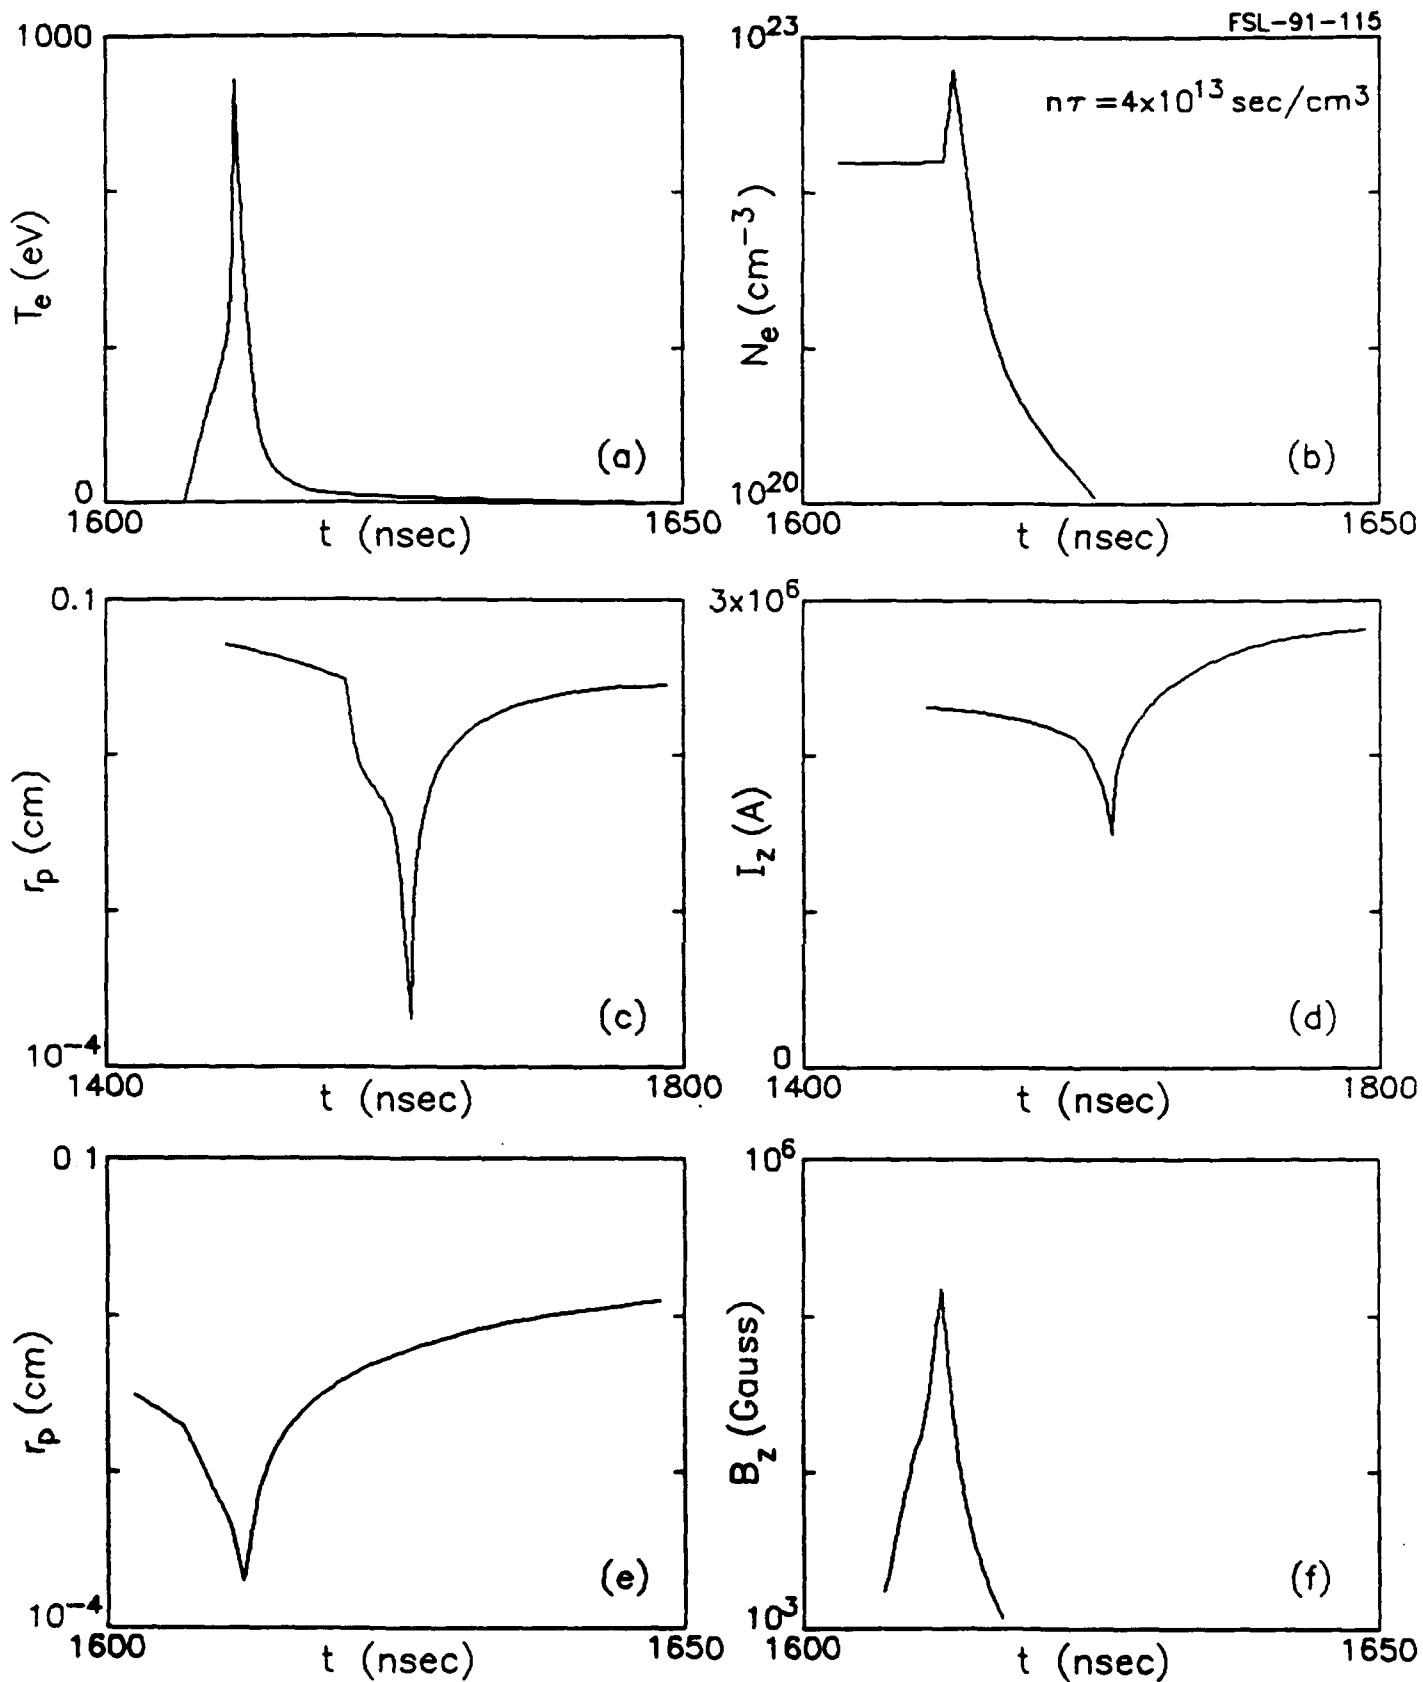 FSL-91-115
1000
T_e (eV)
0
1600
t (nsec)
1650
(a)
10^23
nτ=4x10^13 sec/cm^3
N_e (cm^-3)
10^20
1600
t (nsec)
1650
(b)
0.1
r_p (cm)
10^-4
1400
t (nsec)
1800
(c)
3x10^6
I_z (A)
0
1400
t (nsec)
1800
(d)
0.1
r_p (cm)
10^-4
1600
t (nsec)
1650
(e)
10^6
B_z (Gauss)
10^3
1600
t (nsec)
1650
(f)